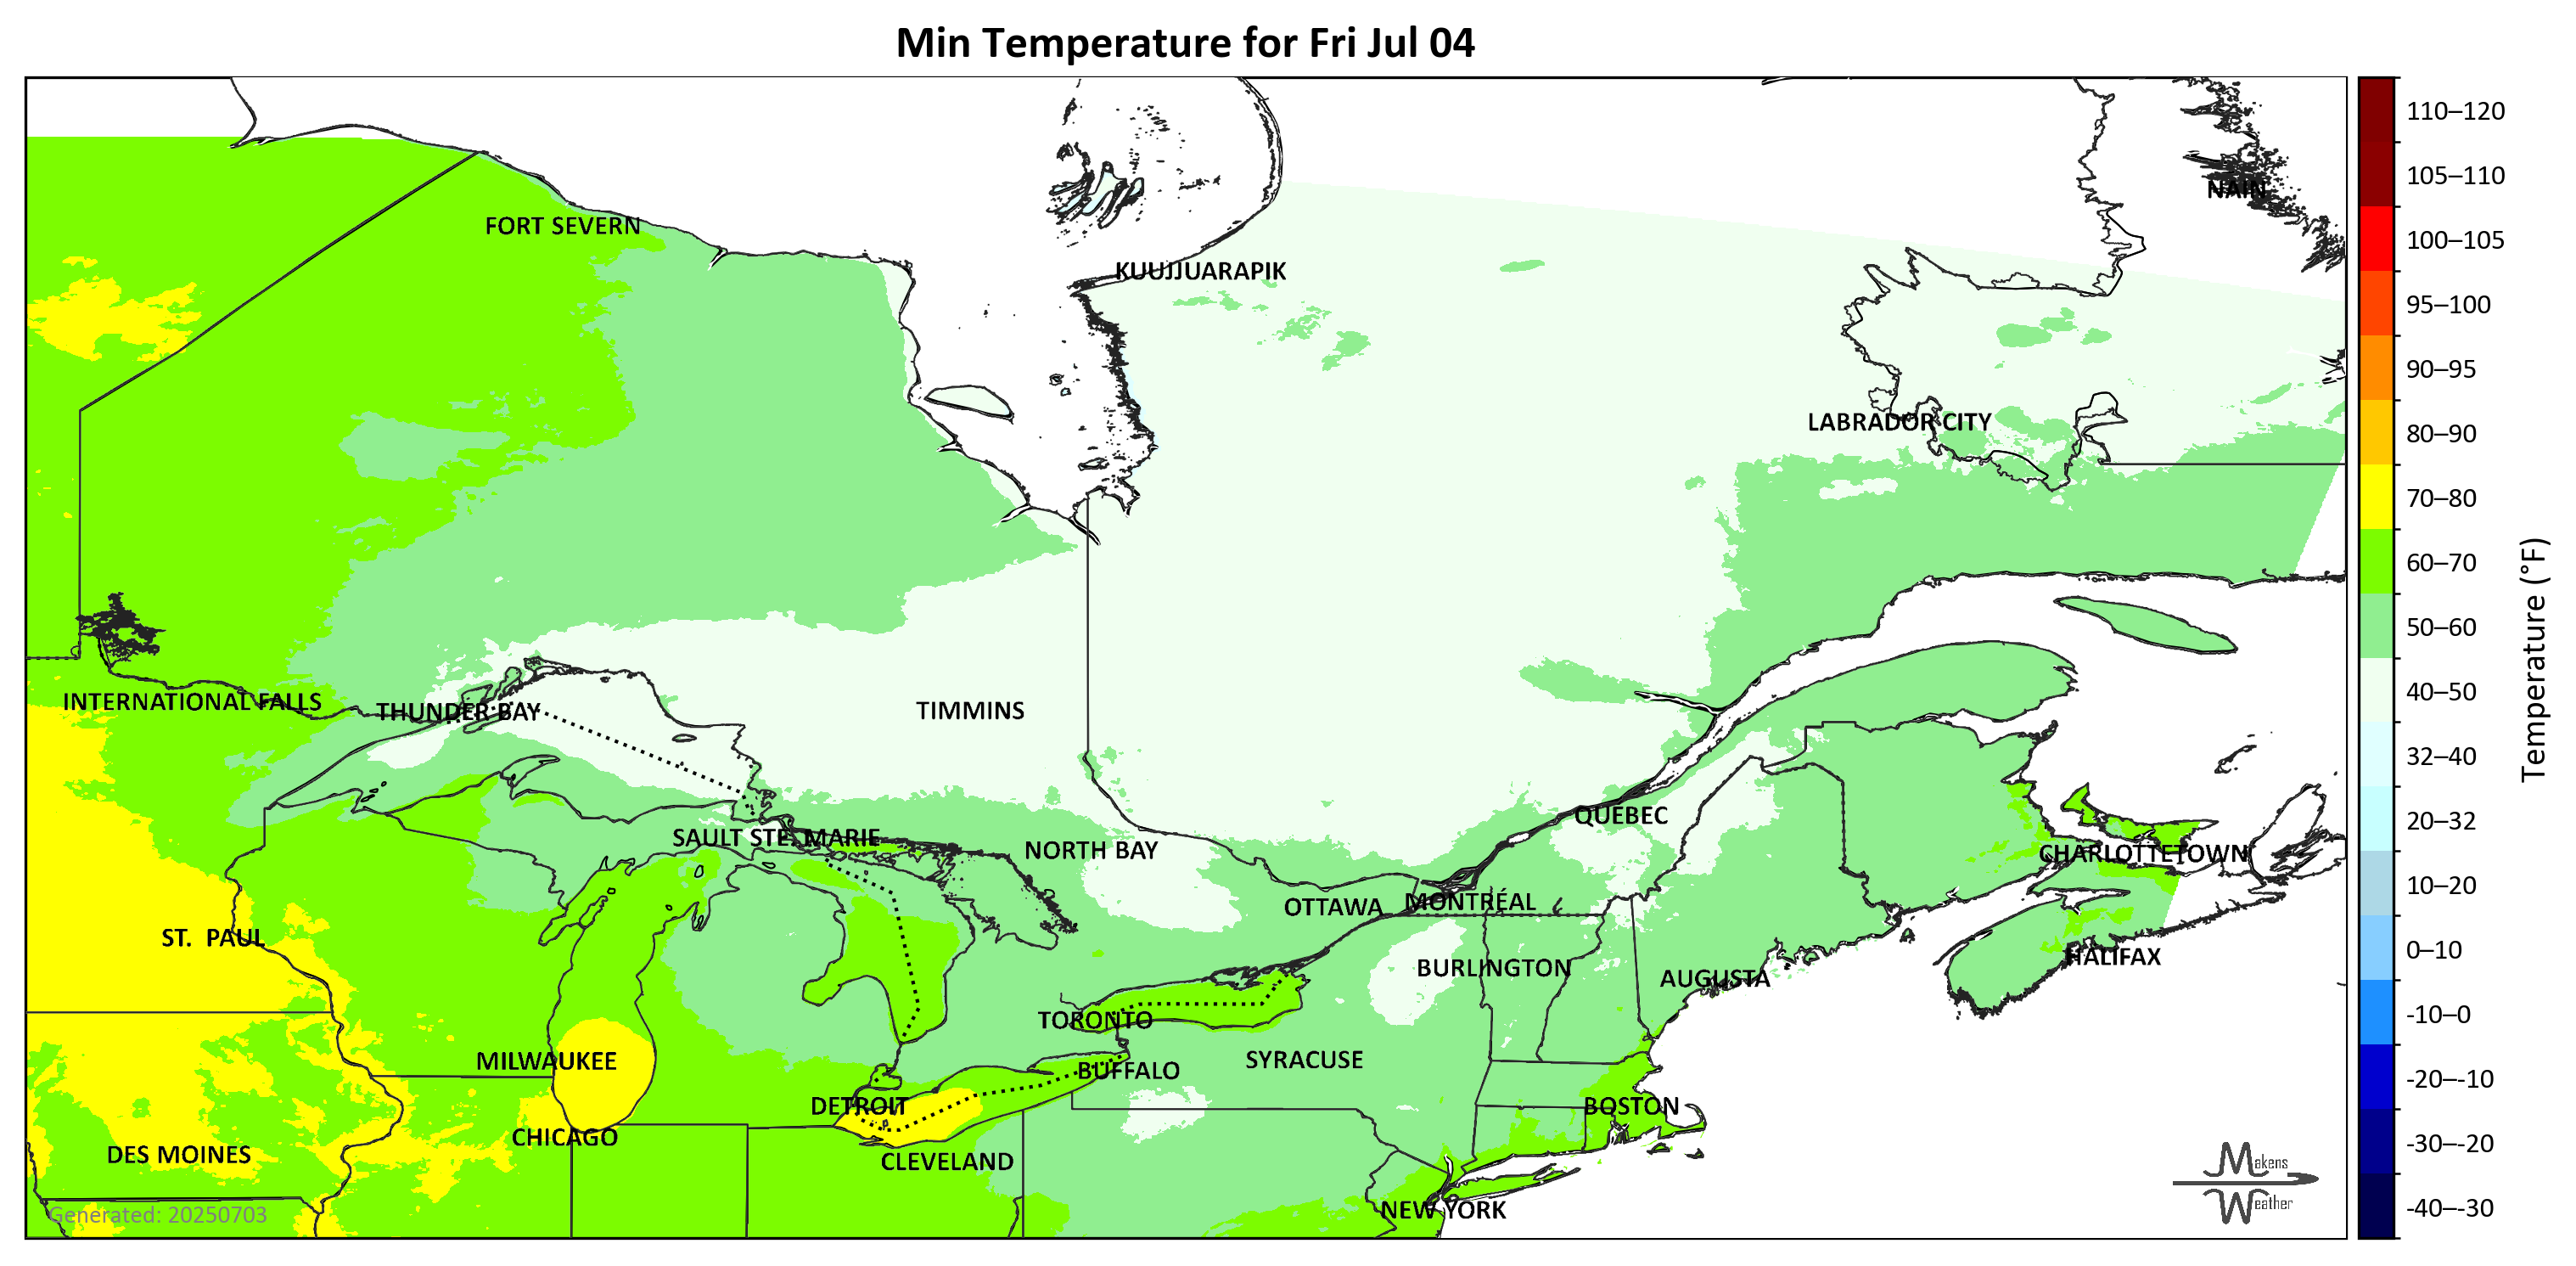 Min Temperature for Fri Jul 04
110–120
105–110
NAIN
FORT SEVERN
100–105
KUUJJUARAPIK
95–100
90–95
LABRADOR CITY
80–90
70–80
60–70
50–60
Temperature (°F)
40–50
INTERNATIONAL FALLS
THUNDER BAY
TIMMINS
32–40
20–32
QUEBEC
SAULT STE. MARIE
NORTH BAY
CHARLOTTETOWN
10–20
OTTAWA
MONTRÉAL
ST. PAUL
0–10
HALIFAX
BURLINGTON
AUGUSTA
-10–0
TORONTO
MILWAUKEE
SYRACUSE
BUFFALO
-20–-10
DETROIT
BOSTON
CHICAGO
-30–-20
DES MOINES
CLEVELAND
Makens
Weather
NEW YORK
-40–-30
Generated: 20250703